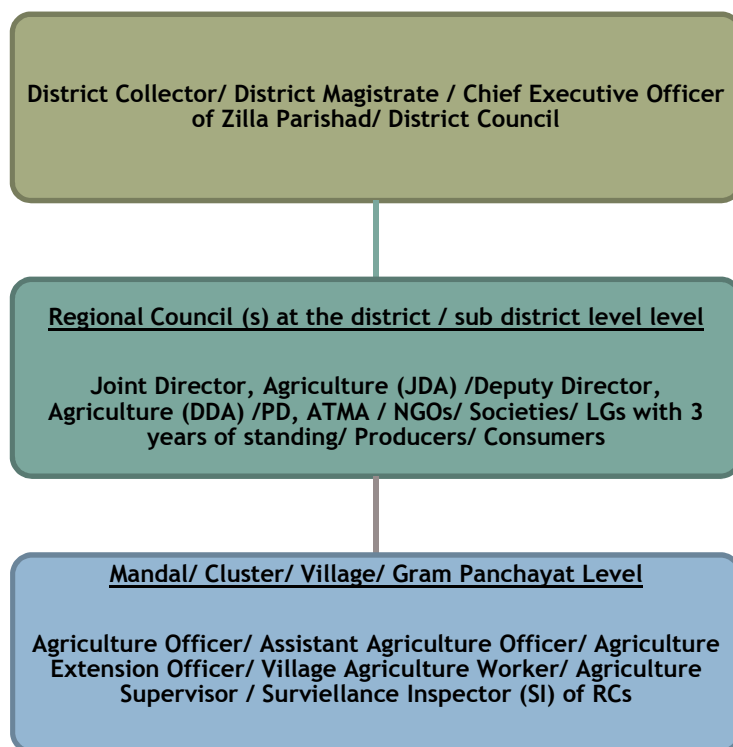 District Collector/ District Magistrate / Chief Executive Officer
of Zilla Parishad/ District Council
Regional Council (s) at the district / sub district level level
Joint Director, Agriculture (JDA) /Deputy Director,
Agriculture (DDA) /PD, ATMA / NGOs/ Societies/ LGs with 3
years of standing/ Producers/ Consumers
Mandal/ Cluster/ Village/ Gram Panchayat Level
Agriculture Officer/ Assistant Agriculture Officer/ Agriculture
Extension Officer/ Village Agriculture Worker/ Agriculture
Supervisor / Surviellance Inspector (SI) of RCs